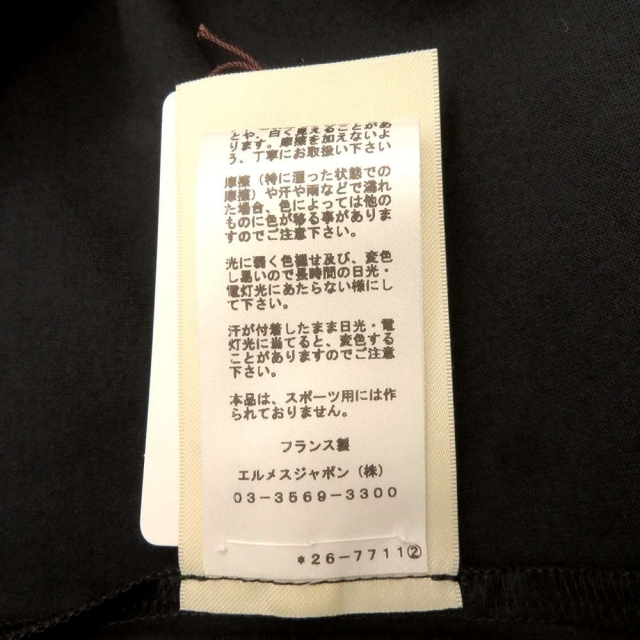 とや、白く見えることがあ
ります。摩擦を加えないよ
う、丁寧にお取扱い下さい
摩擦（特に湿った状態での
摩擦）や汗や雨などで濡れ
た場合、色によっては他の
ものに色が移る事がありま
すのでご注意下さい。
光に弱く色褪せ及び、変色
し易いので長時間の日光・
電灯光にあたらない様にし
て下さい。
汗が付着したまま日光・電
灯光に当てると、変色する
ことがありますのでご注意
下さい。
本品は、スポーツ用には作
られておりません。
フランス製
エルメスジャポン（株）
03-3569-3300
*26-7711②